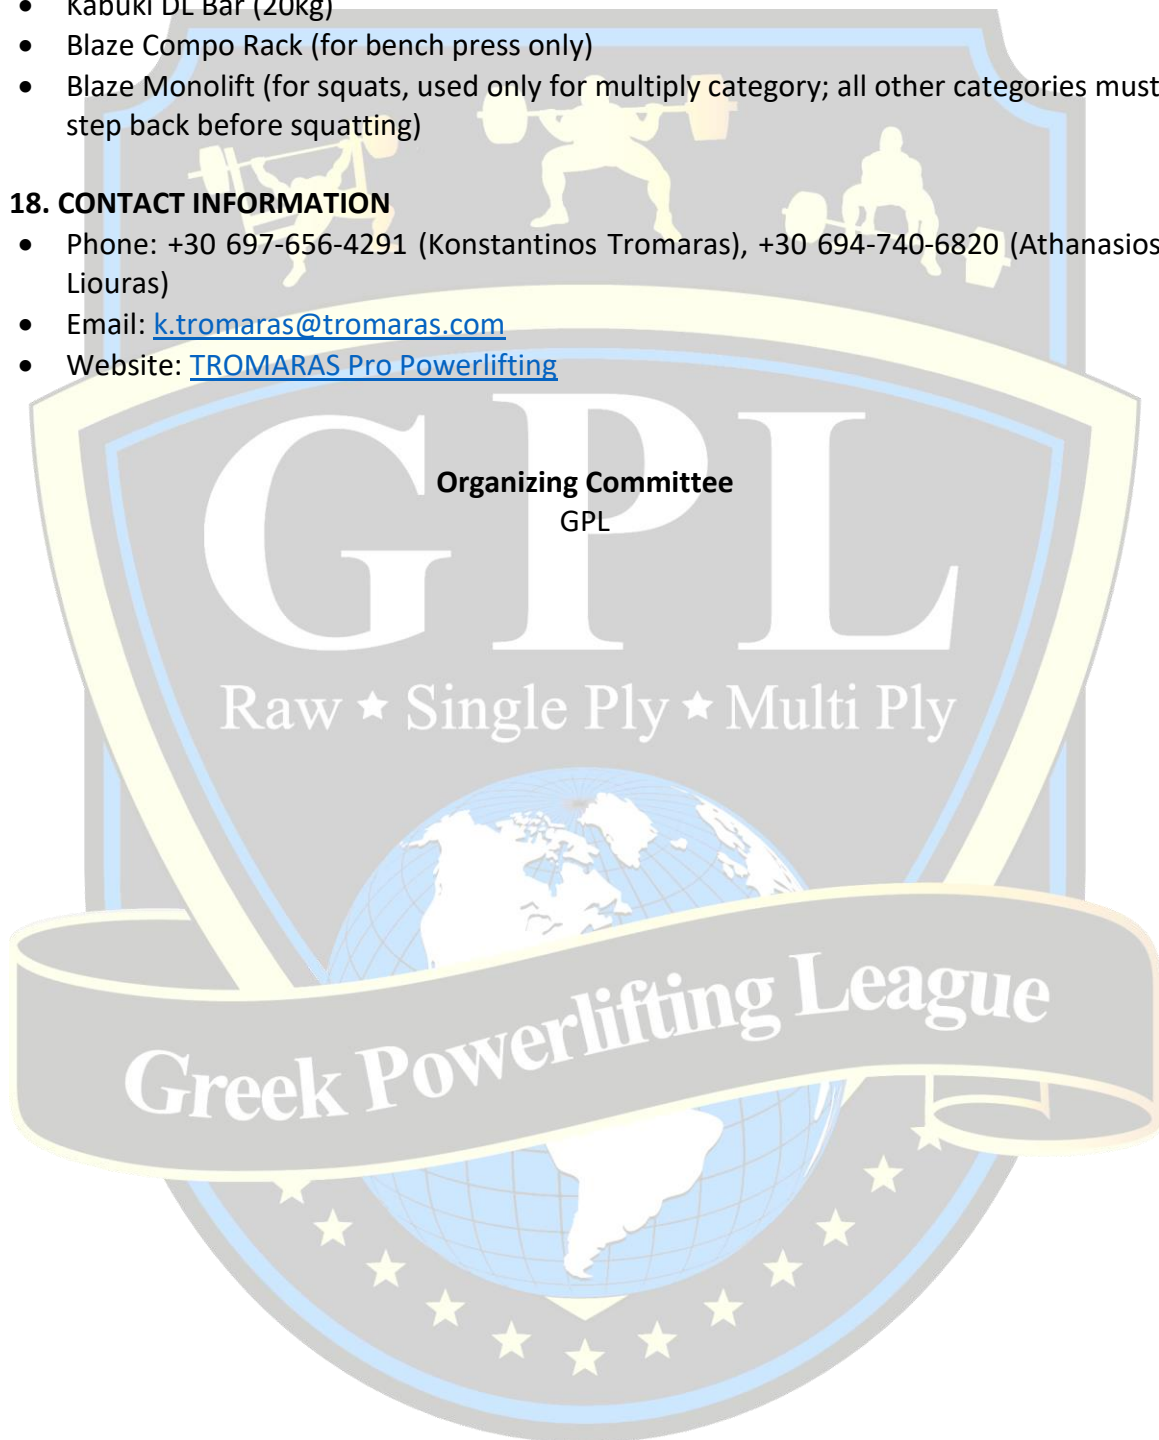 • Kabuki DL Bar (20kg)
• Blaze Compo Rack (for bench press only)
• Blaze Monolift (for squats, used only for multiply category; all other categories must
step back before squatting)
18. CONTACT INFORMATION
• Phone: +30 697-656-4291 (Konstantinos Tromaras), +30 694-740-6820 (Athanasios
Liouras)
• Email: k.tromaras@tromaras.com
• Website: TROMARAS Pro Powerlifting
GPL
Organizing Committee
GPL
Raw ★ Single Ply ★ Multi Ply
Greek Powerlifting League